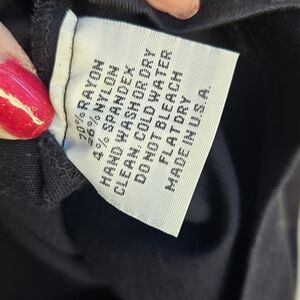 70% RAYON
26% NYLON
4% SPANDEX
HAND WASH OR DRY
CLEAN, COLD WATER
DO NOT BLEACH
FLAT DRY
MADE IN U.S.A.